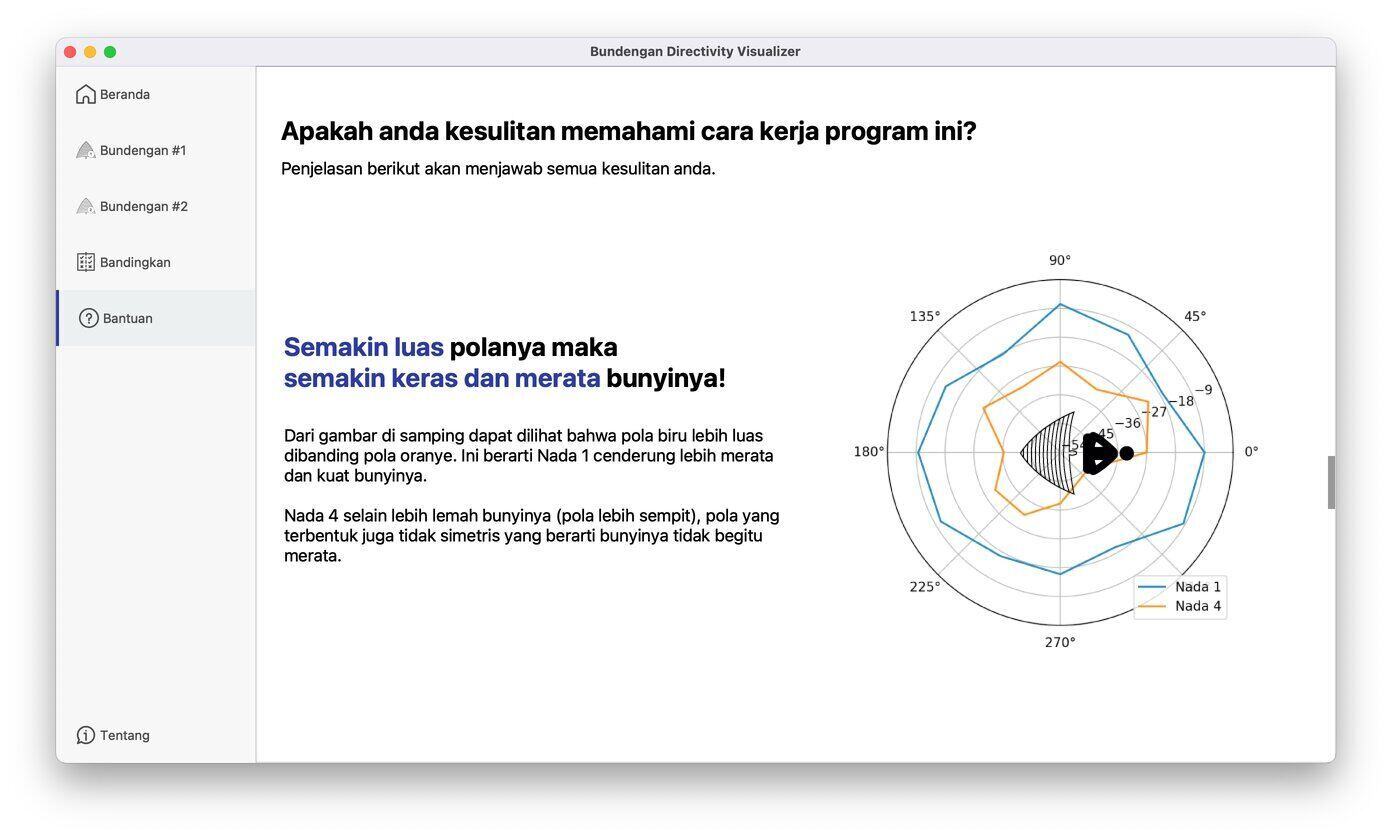 Bundengan Directivity Visualizer
Beranda
Bundengan #1
Bundengan #2
Bandingkan
Bantuan
Tentang
Apakah anda kesulitan memahami cara kerja program ini?
Penjelasan berikut akan menjawab semua kesulitan anda.
Semakin luas polanya maka
semakin keras dan merata bunyinya!
Dari gambar di samping dapat dilihat bahwa pola biru lebih luas
dibanding pola oranye. Ini berarti Nada 1 cenderung lebih merata
dan kuat bunyinya.
Nada 4 selain lebih lemah bunyinya (pola lebih sempit), pola yang
terbentuk juga tidak simetris yang berarti bunyinya tidak begitu
merata.
90°
135°
45°
−9
−18
−27
−36
−45
180°
0°
225°
270°
Nada 1
Nada 4